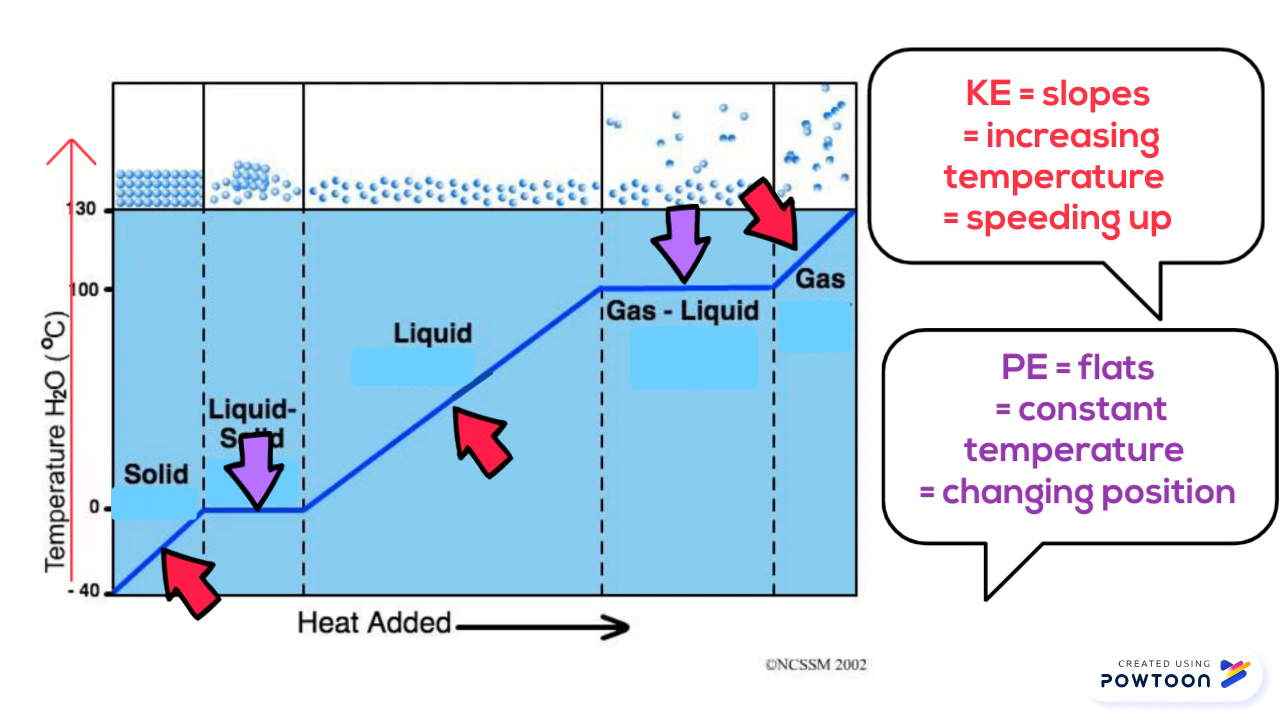 KE = slopes
= increasing
temperature
= speeding up
PE = flats
= constant
temperature
= changing position
Temperature H₂O ( °C)
130
100
0
- 40
Solid
Liquid-
Solid
Liquid
Gas - Liquid
Gas
Heat Added
©NCSSM 2002
CREATED USING
POWTOON